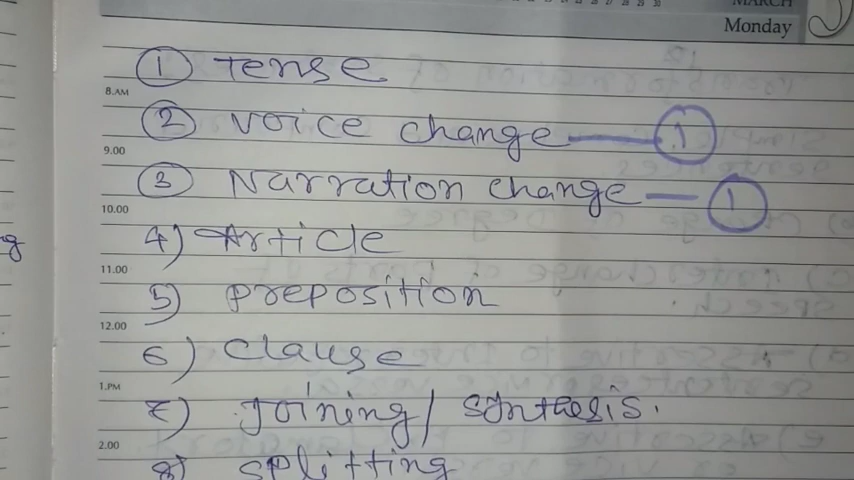 MARCH
Monday
① Tense
8.AM
② Voice change — ①
9.00
③ Narration change — ①
10.00
4) Article
11.00
5) preposition
12.00
6) Clause
1.PM
7) Joining/ Synthesis.
2.00
8) Splitting